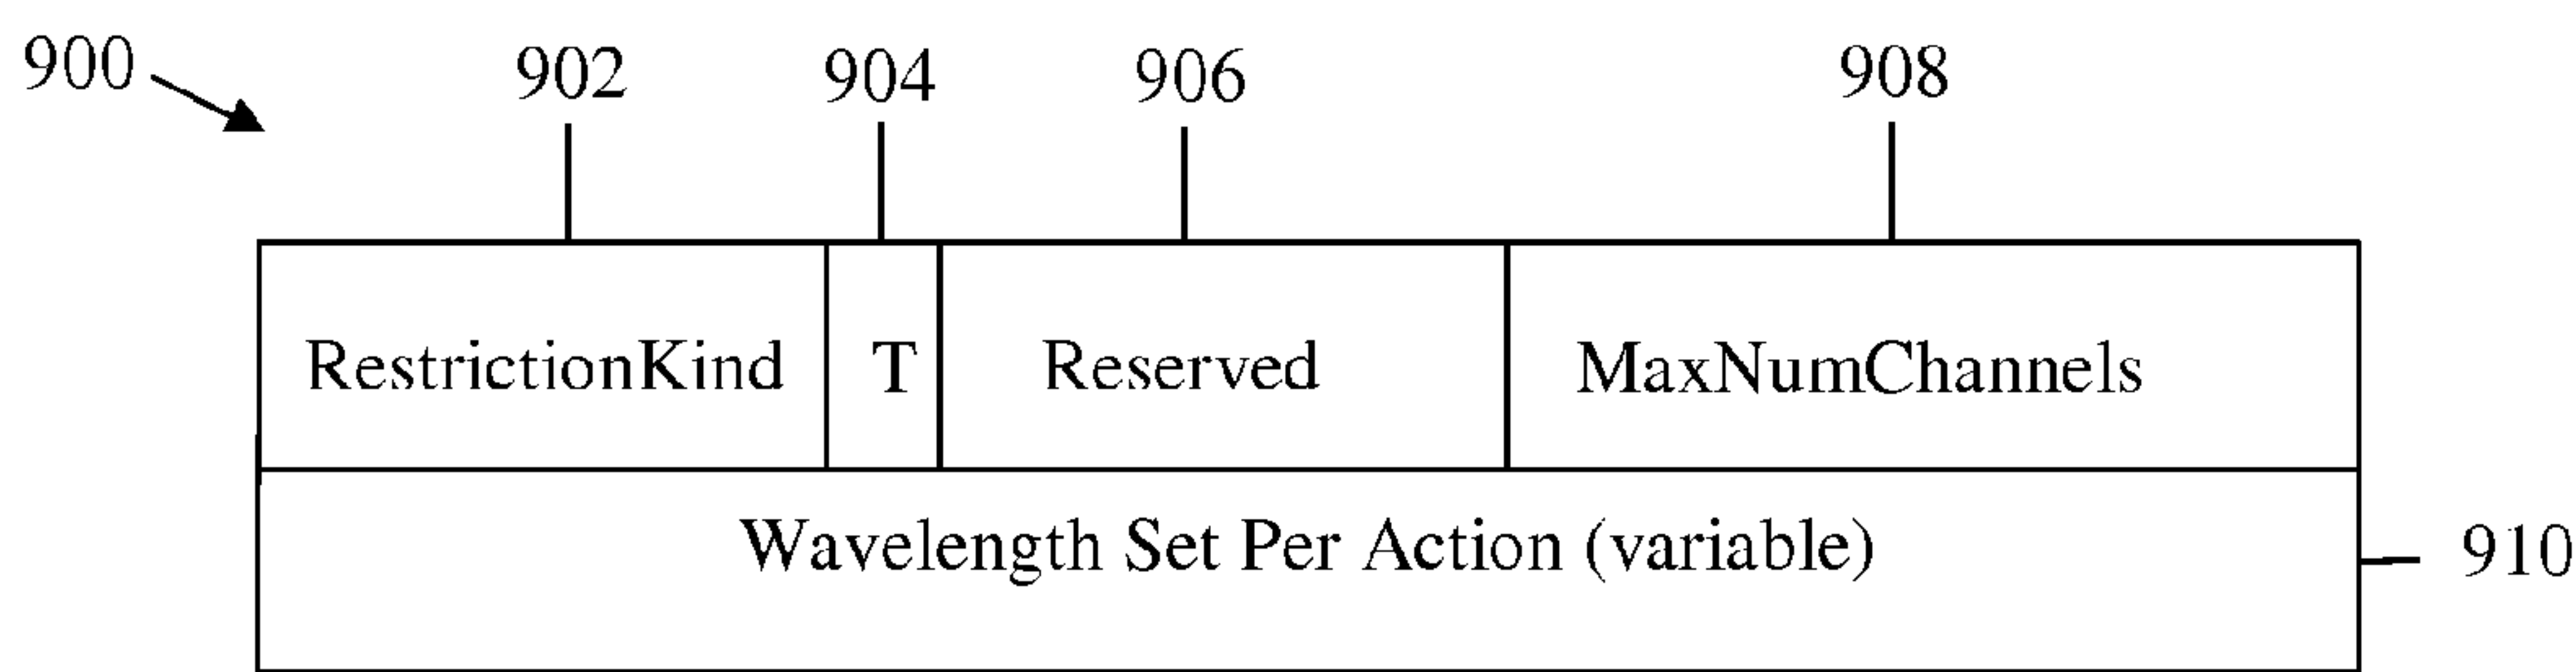 900 902 904 906 908
RestrictionKind T Reserved MaxNumChannels
Wavelength Set Per Action (variable)
910